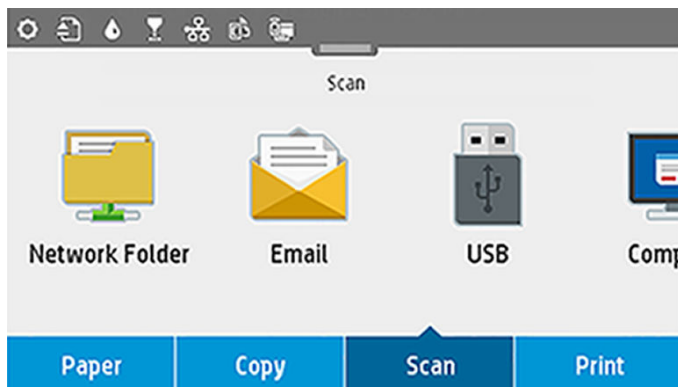 Scan
Network Folder
Email
USB
Comp
Paper
Copy
Scan
Print